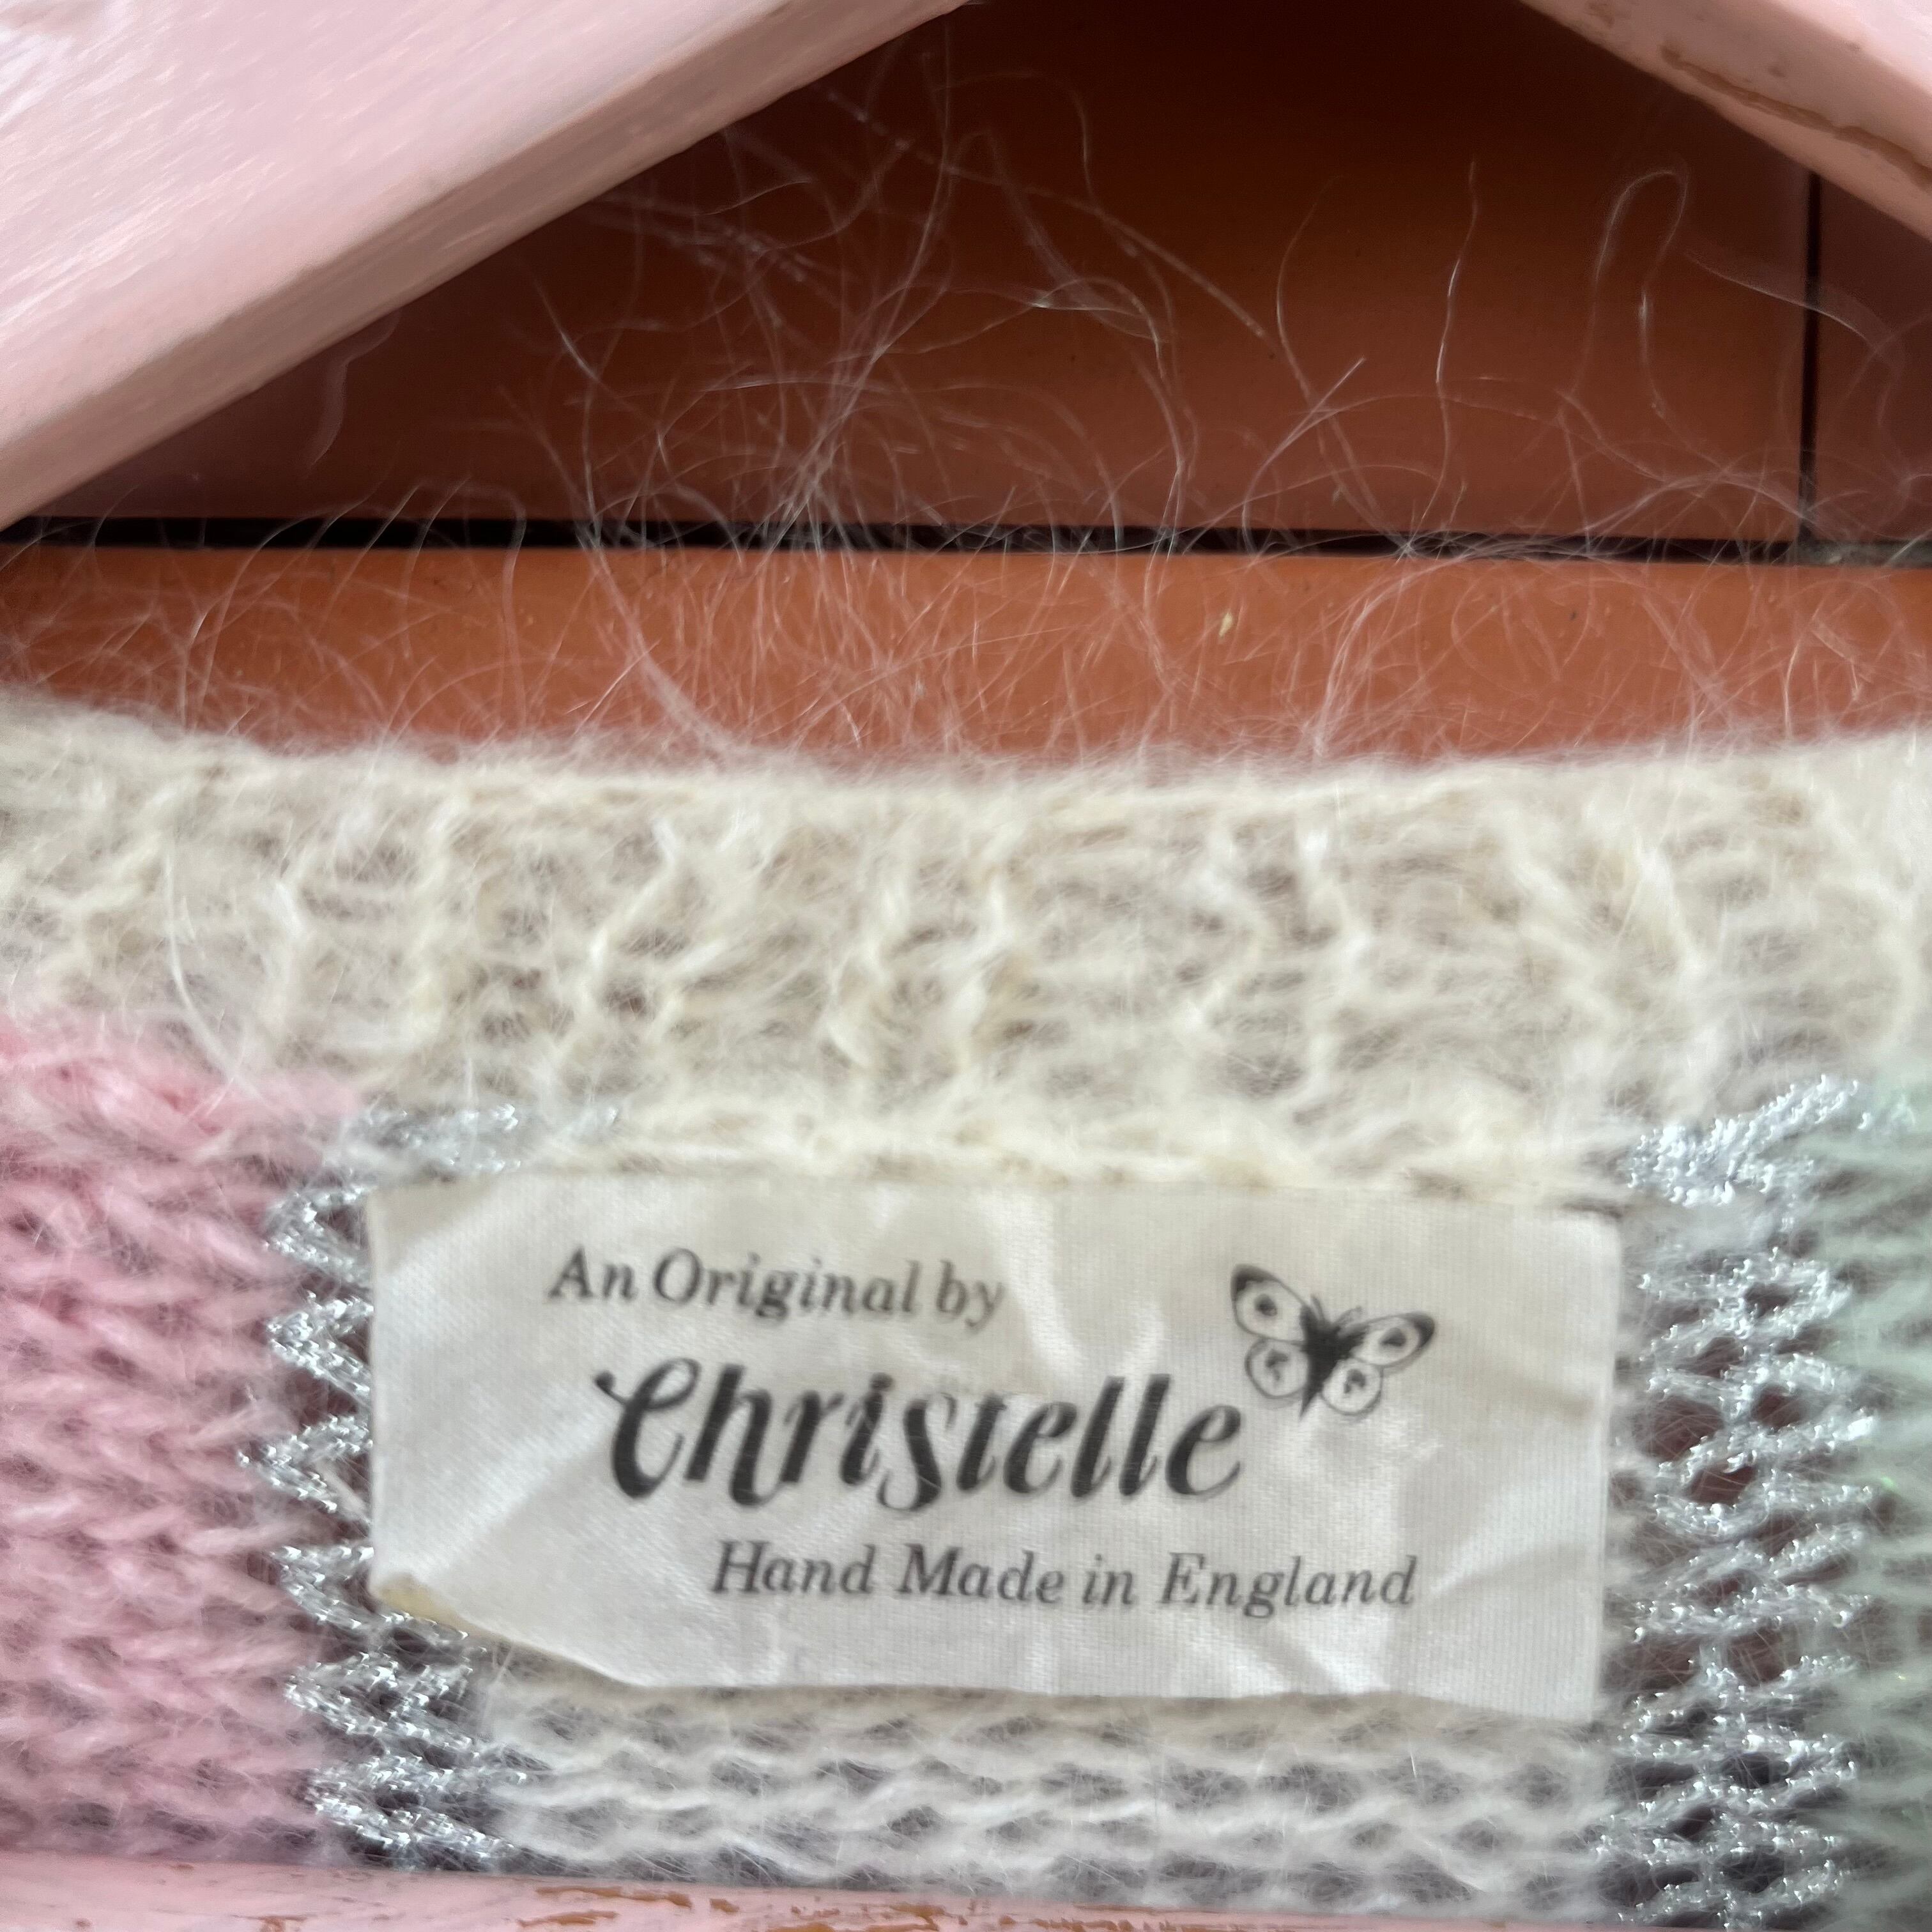 An Original by
Christelle
Hand Made in England